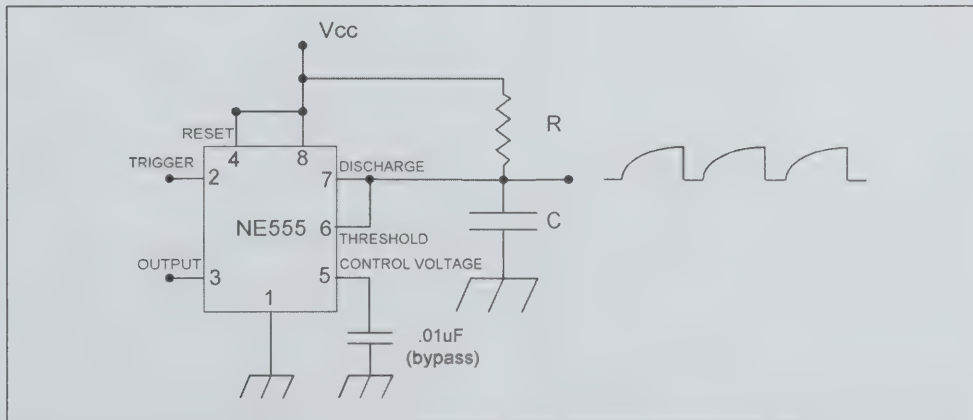 Vcc
R
RESET
4
8
TRIGGER
2
7
DISCHARGE
NE555
6
THRESHOLD
C
OUTPUT
3
5
CONTROL VOLTAGE
1
.01uF
(bypass)